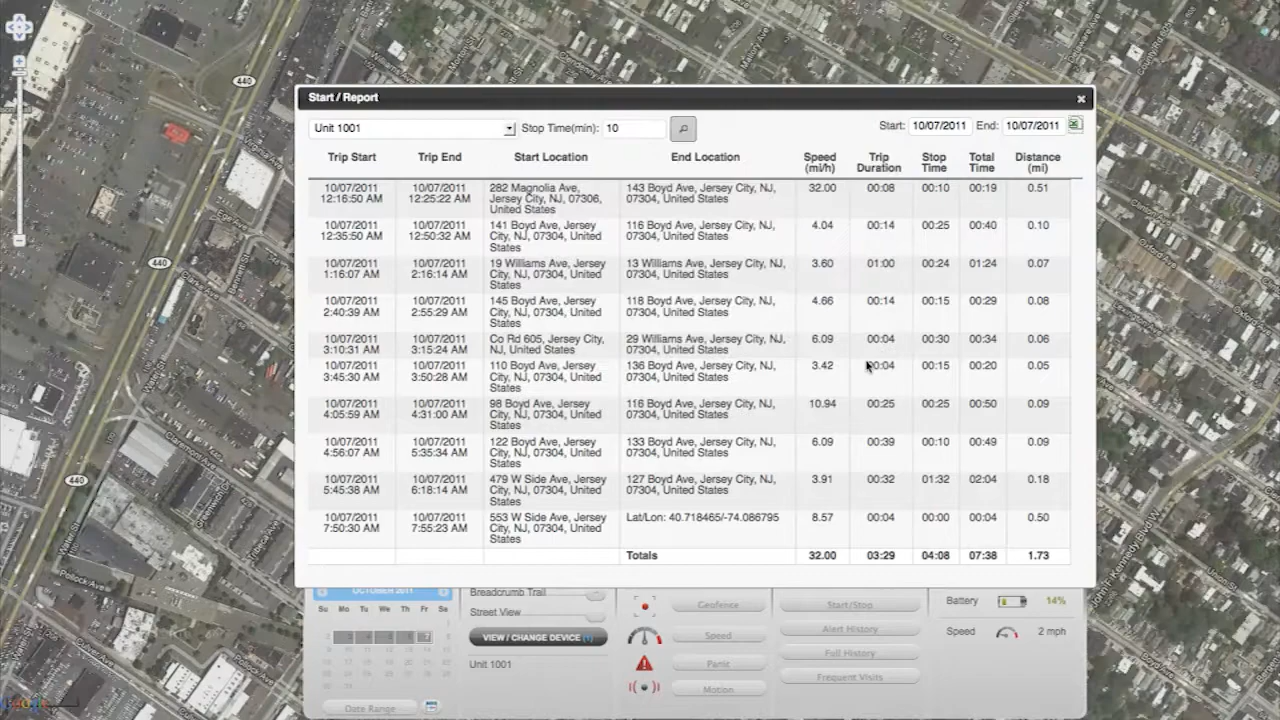 440
Start / Report
Unit 1001 Stop Time(min): 10 Start: 10/07/2011 End: 10/07/2011
Trip Start Trip End Start Location End Location Speed (mi/h) Trip Duration Stop Time Total Time Distance (mi)
10/07/2011 12:16:50 AM 10/07/2011 12:25:22 AM 282 Magnolia Ave, Jersey City, NJ, 07306, United States 143 Boyd Ave, Jersey City, NJ, 07304, United States 32.00 00:08 00:10 00:19 0.51
10/07/2011 12:35:50 AM 10/07/2011 12:50:32 AM 141 Boyd Ave, Jersey City, NJ, 07304, United States 116 Boyd Ave, Jersey City, NJ, 07304, United States 4.04 00:14 00:25 00:40 0.10
10/07/2011 1:16:07 AM 10/07/2011 2:16:14 AM 19 Williams Ave, Jersey City, NJ, 07304, United States 13 Williams Ave, Jersey City, NJ, 07304, United States 3.60 01:00 00:24 01:24 0.07
10/07/2011 2:40:39 AM 10/07/2011 2:55:29 AM 145 Boyd Ave, Jersey City, NJ, 07304, United States 118 Boyd Ave, Jersey City, NJ, 07304, United States 4.66 00:14 00:15 00:29 0.08
10/07/2011 3:10:31 AM 10/07/2011 3:15:24 AM Co Rd 605, Jersey City, NJ, United States 29 Williams Ave, Jersey City, NJ, 07304, United States 6.09 00:04 00:30 00:34 0.06
10/07/2011 3:45:30 AM 10/07/2011 3:50:28 AM 110 Boyd Ave, Jersey City, NJ, 07304, United States 136 Boyd Ave, Jersey City, NJ, 07304, United States 3.42 00:04 00:15 00:20 0.05
10/07/2011 4:05:59 AM 10/07/2011 4:31:00 AM 98 Boyd Ave, Jersey City, NJ, 07304, United States 116 Boyd Ave, Jersey City, NJ, 07304, United States 10.94 00:25 00:25 00:50 0.09
10/07/2011 4:56:07 AM 10/07/2011 5:35:34 AM 122 Boyd Ave, Jersey City, NJ, 07304, United States 133 Boyd Ave, Jersey City, NJ, 07304, United States 6.09 00:39 00:10 00:49 0.09
10/07/2011 5:45:38 AM 10/07/2011 6:18:14 AM 479 W Side Ave, Jersey City, NJ, 07304, United States 127 Boyd Ave, Jersey City, NJ, 07304, United States 3.91 00:32 01:32 02:04 0.18
10/07/2011 7:50:30 AM 10/07/2011 7:55:23 AM 553 W Side Ave, Jersey City, NJ, 07304, United States Lat/Lon: 40.718465/-74.086795 8.57 00:04 00:00 00:04 0.50
Totals 32.00 03:29 04:08 07:38 1.73
440
440
Claremont Ave
Pollock Ave
Culver Ave
John F Kennedy Blvd W
OCTOBER 2011
Su Mo Tu We Th Fr Sa
Date Range
Breadcrumb Trail
Street View
VIEW / CHANGE DEVICE (1)
Unit 1001
Geofence
Speed
Panic
Motion
Start/Stop
Alert History
Full History
Frequent Visits
Battery 14%
Speed 2 mph